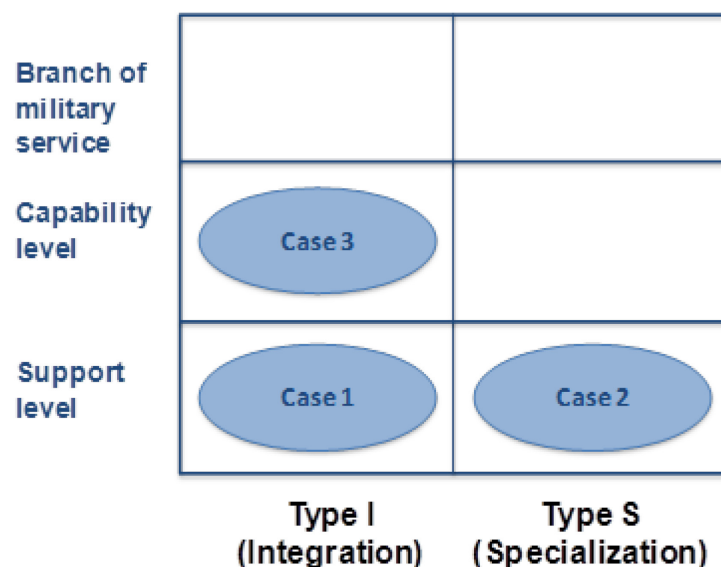 Branch of
military
service
Capability
level
Case 3
Support
level
Case 1
Case 2
Type I
(Integration)
Type S
(Specialization)